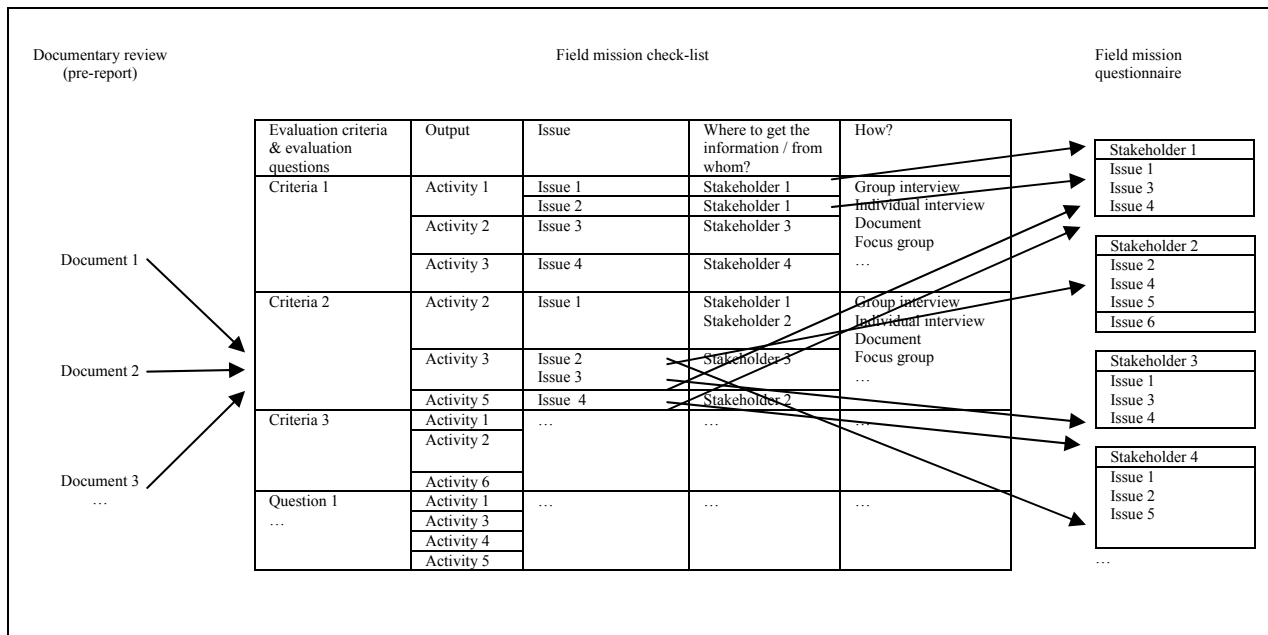 Documentary review
(pre-report)
Field mission check-list
Field mission
questionnaire
Document 1
Document 2
Document 3
…
Evaluation criteria
& evaluation
questions
Output
Issue
Where to get the
information / from
whom?
How?
Criteria 1
Activity 1
Issue 1
Stakeholder 1
Group interview
Issue 2
Stakeholder 1
Individual interview
Activity 2
Issue 3
Stakeholder 3
Document
Focus group
Activity 3
Issue 4
Stakeholder 4
…
Criteria 2
Activity 2
Issue 1
Stakeholder 1
Group interview
Stakeholder 2
Individual interview
Document
Activity 3
Issue 2
Stakeholder 3
Focus group
Issue 3
…
Activity 5
Issue  4
Stakeholder 2
Criteria 3
Activity 1
…
…
…
Activity 2
Activity 6
Question 1
Activity 1
…
…
…
…
Activity 3
Activity 4
Activity 5
Stakeholder 1
Issue 1
Issue 3
Issue 4
Stakeholder 2
Issue 2
Issue 4
Issue 5
Issue 6
Stakeholder 3
Issue 1
Issue 3
Issue 4
Stakeholder 4
Issue 1
Issue 2
Issue 5
…